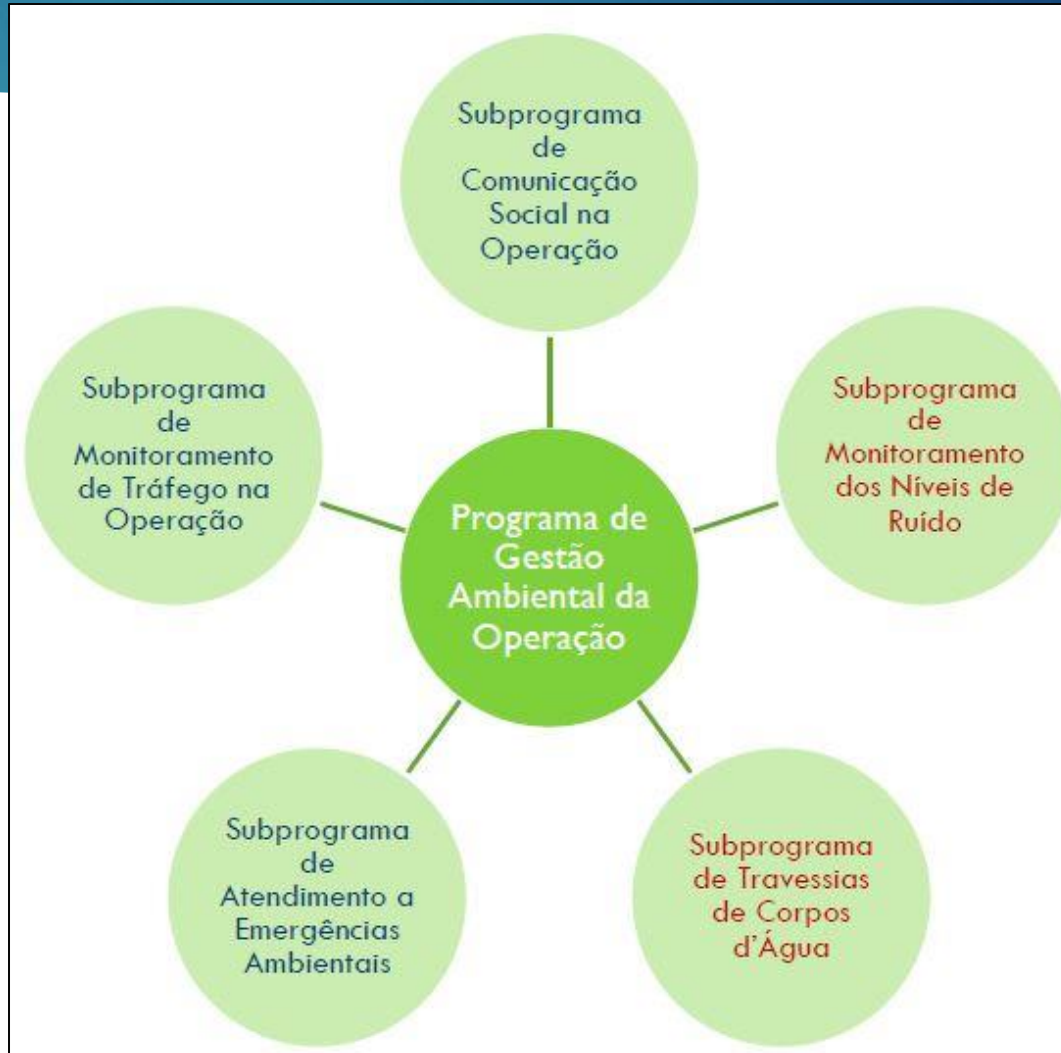 Subprograma
de
Comunicação
Social na
Operação
Subprograma
de
Monitoramento
de Tráfego na
Operação
Subprograma
de
Monitoramento
dos Níveis de
Ruído
Programa de
Gestão
Ambiental da
Operação
Subprograma
de
Atendimento a
Emergências
Ambientais
Subprograma
de Travessias
de Corpos
d'Água